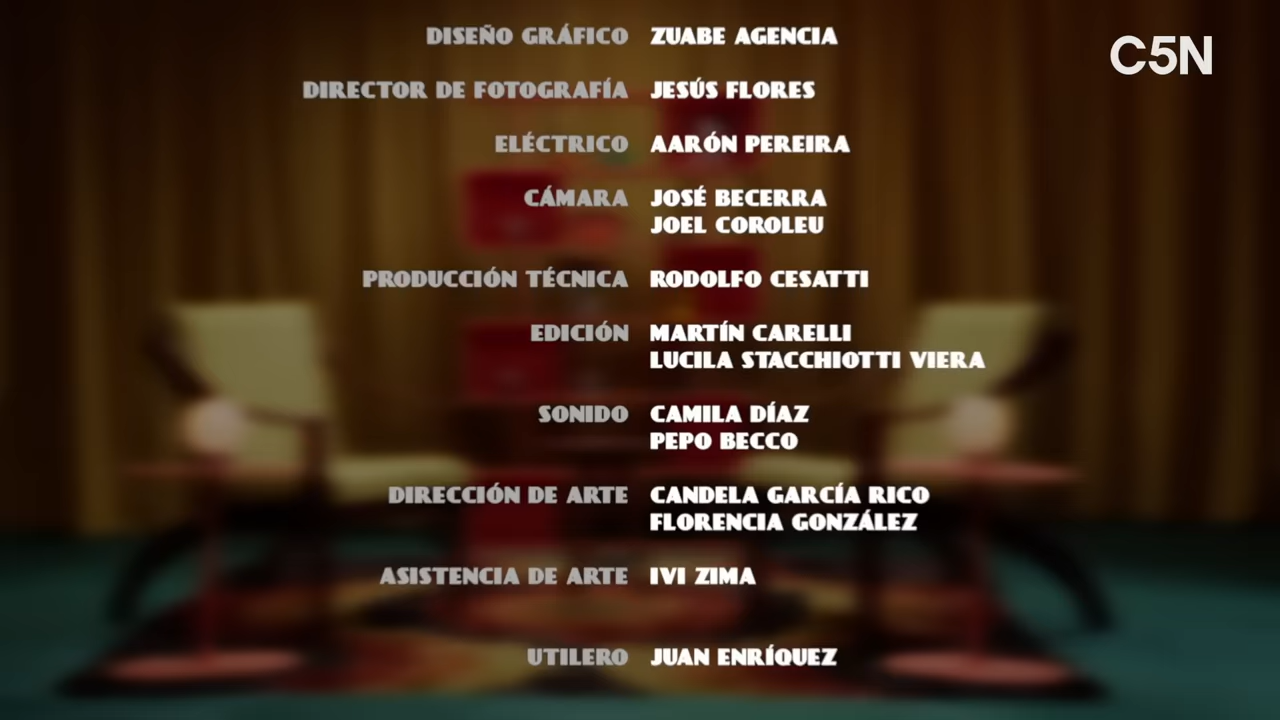 DISEÑO GRÁFICO ZUABE AGENCIA
C5N
DIRECTOR DE FOTOGRAFÍA JESÚS FLORES
ELÉCTRICO AARÓN PEREIRA
CÁMARA JOSÉ BECERRA
JOEL COROLEU
PRODUCCIÓN TÉCNICA RODOLFO CESATTI
EDICIÓN MARTÍN CARELLI
LUCILA STACCHIOTTI VIERA
SONIDO CAMILA DÍAZ
PEPO BECCO
DIRECCIÓN DE ARTE CANDELA GARCÍA RICO
FLORENCIA GONZÁLEZ
ASISTENCIA DE ARTE IVI ZIMA
UTILERO JUAN ENRÍQUEZ